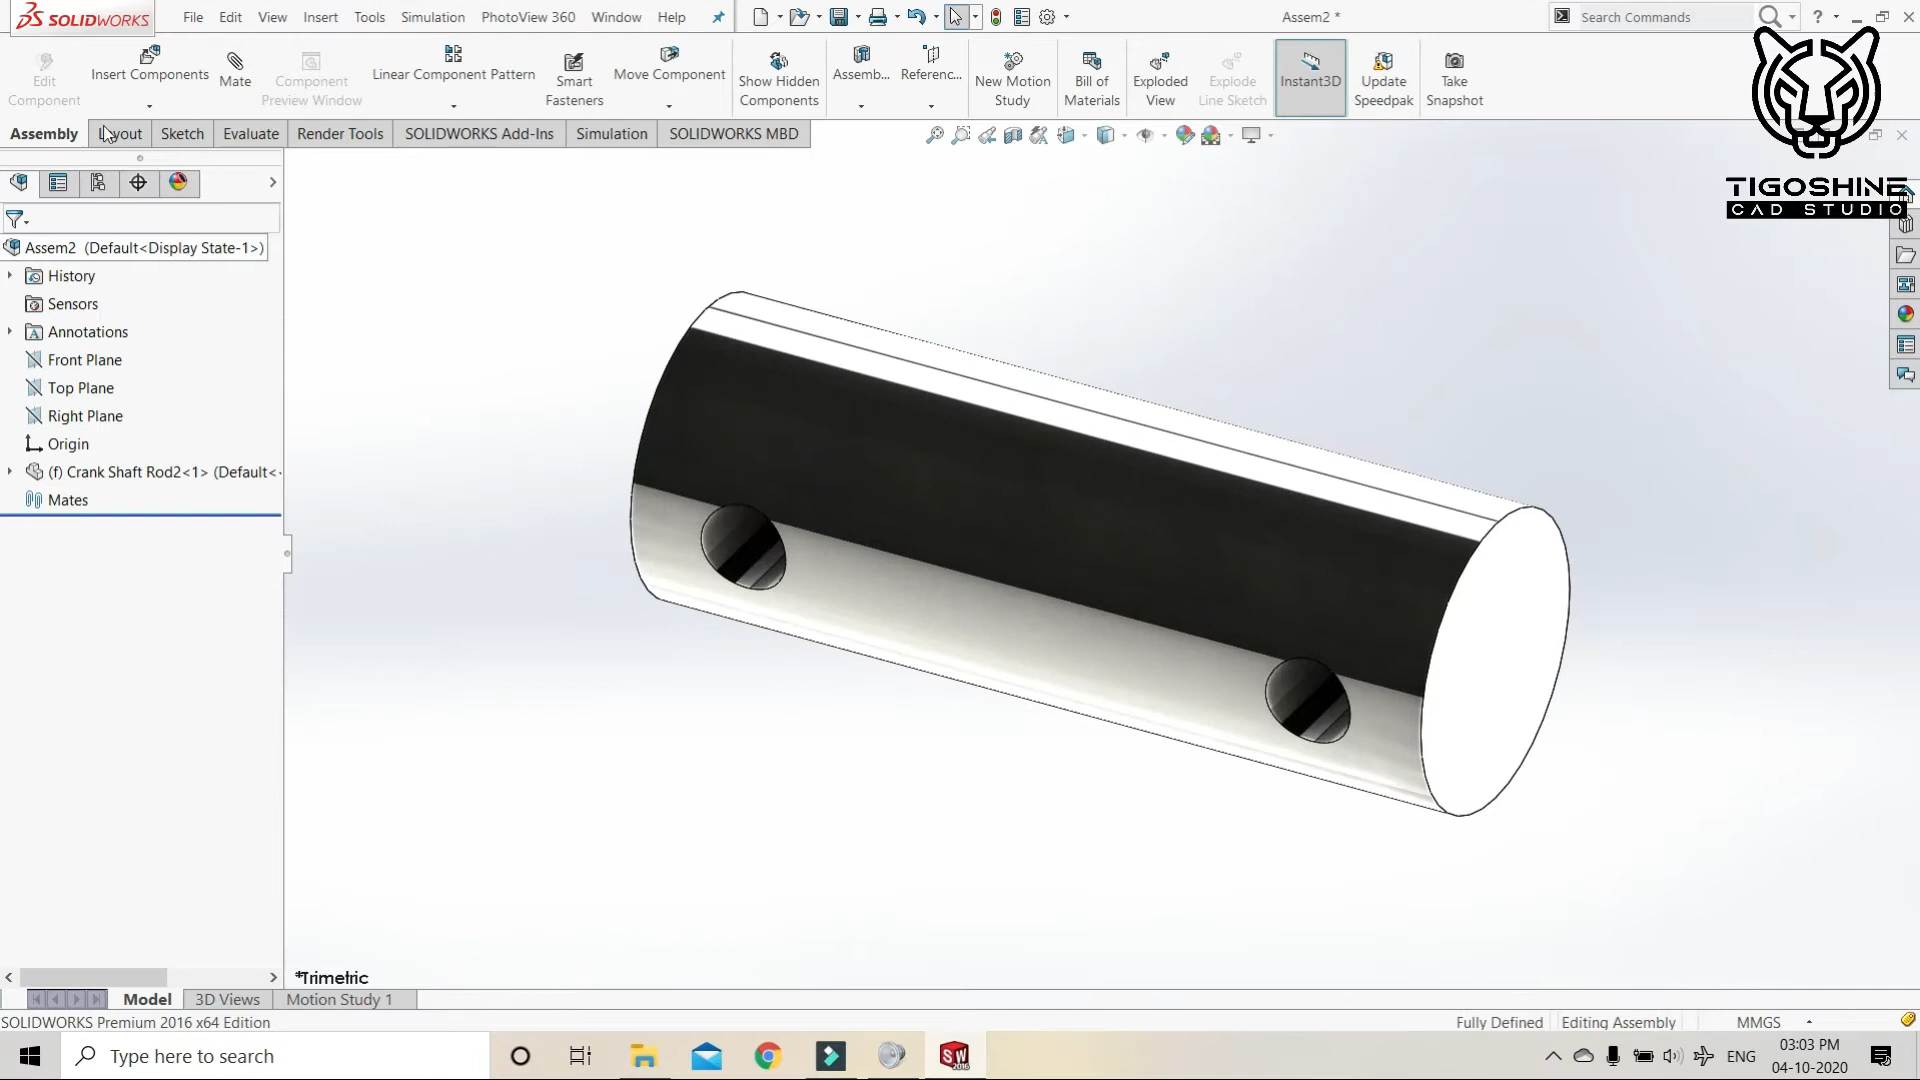 SOLIDWORKS File Edit View Insert Tools Simulation PhotoView 360 Window Help Assem2 * Search Commands ?
Edit Component
Insert Components
Mate
Component Preview Window
Linear Component Pattern
Smart Fasteners
Move Component
Show Hidden Components
Assemb...
Referenc...
New Motion Study
Bill of Materials
Exploded View
Explode Line Sketch
Instant3D
Update Speedpak
Take Snapshot
Assembly Sketch Evaluate Render Tools SOLIDWORKS Add-Ins Simulation SOLIDWORKS MBD
TIGOSHINE
CAD STUDIO
Assem2 (Default<Display State-1>)
History
Sensors
Annotations
Front Plane
Top Plane
Right Plane
Origin
(f) Crank Shaft Rod2<1> (Default<
Mates
*Trimetric
Model 3D Views Motion Study 1
SOLIDWORKS Premium 2016 x64 Edition Fully Defined Editing Assembly MMGS
Type here to search SW 2016 ENG 03:03 PM
04-10-2020